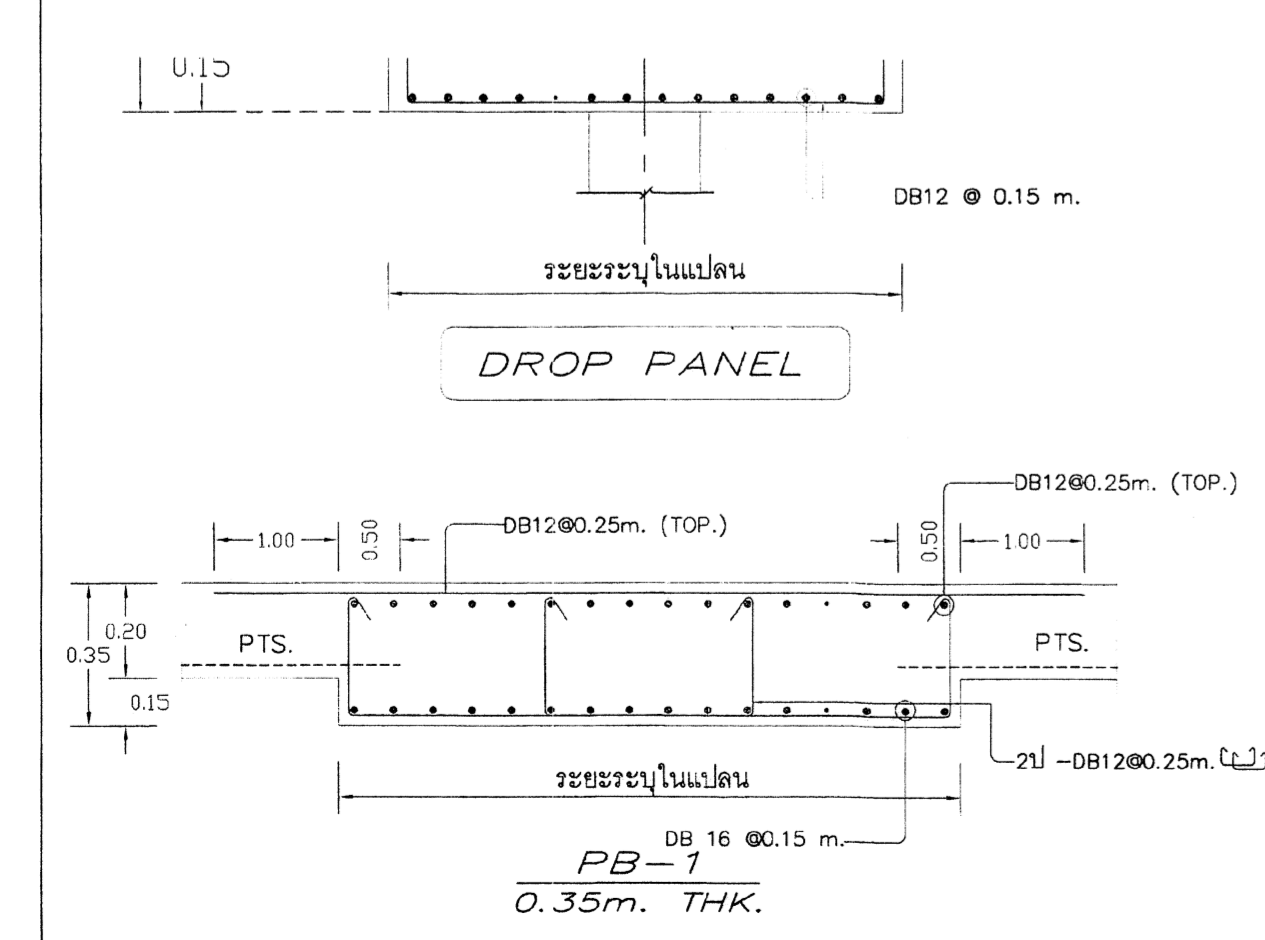 0.15
DB12 @ 0.15 m.
ระยะระบุในแปลน
DROP PANEL
DB12@0.25m. (TOP.)
1.00
0.50
DB12@0.25m. (TOP.)
0.50
1.00
0.35
0.20
PTS.
PTS.
0.15
2ป -DB12@0.25m.
ระยะระบุในแปลน
DB 16 @0.15 m.
PB-1
0.35m. THK.